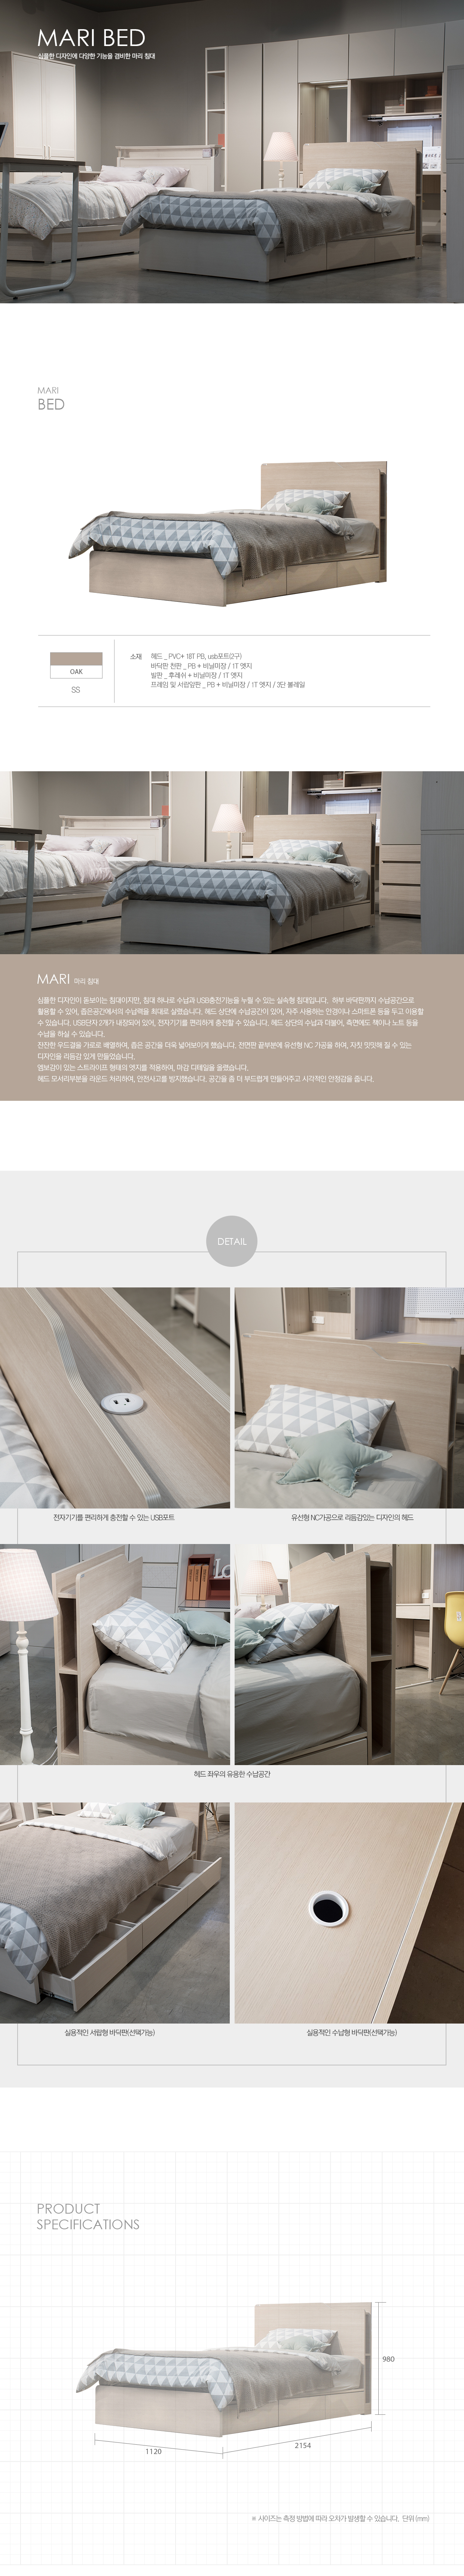 MARI BED
심플한 디자인에 다양한 기능을 겸비한 마리 침대
MARI
BED
OAK
SS
소재
헤드 _ PVC+ 18T PB, usb포트(2구)
바닥판 천판 _ PB + 비닐마장 / 1T 엣지
발판 _ 후레쉬 + 비닐마장 / 1T 엣지
프레임 및 서랍앞판 _ PB + 비닐마장 / 1T 엣지 / 3단 볼레일
MARI 마리 침대
심플한 디자인이 돋보이는 침대이지만, 침대 하나로 수납과 USB충전기능을 누릴 수 있는 실속형 침대입니다. 하부 바닥판까지 수납공간으로
활용할 수 있어, 좁은공간에서의 수납력을 최대로 살렸습니다. 헤드 상단에 수납공간이 있어, 자주 사용하는 안경이나 스마트폰 등을 두고 이용할
수 있습니다. USB단자 2개가 내장되어 있어, 전자기기를 편리하게 충전할 수 있습니다. 헤드 상단의 수납과 더불어, 측면에도 책이나 노트 등을
수납을 하실 수 있습니다.
잔잔한 우드결을 가로로 배열하여, 좁은 공간을 더욱 넓어보이게 했습니다. 전면판 끝부분에 유선형 NC 가공을 하여, 자칫 밋밋해 질 수 있는
디자인을 리듬감 있게 만들었습니다.
엠보감이 있는 스트라이프 형태의 엣지를 적용하여, 마감 디테일을 올렸습니다.
헤드 모서리부분을 라운드 처리하여, 안전사고를 방지했습니다. 공간을 좀 더 부드럽게 만들어주고 시각적인 안정감을 줍니다.
DETAIL
전자기기를 편리하게 충전할 수 있는 USB포트
유선형 NC가공으로 리듬감있는 디자인의 헤드
헤드 좌우의 유용한 수납공간
실용적인 서랍형 바닥판(선택가능)
실용적인 수납형 바닥판(선택가능)
PRODUCT
SPECIFICATIONS
980
2154
1120
※ 사이즈는 측정 방법에 따라 오차가 발생할 수 있습니다. 단위 (mm)